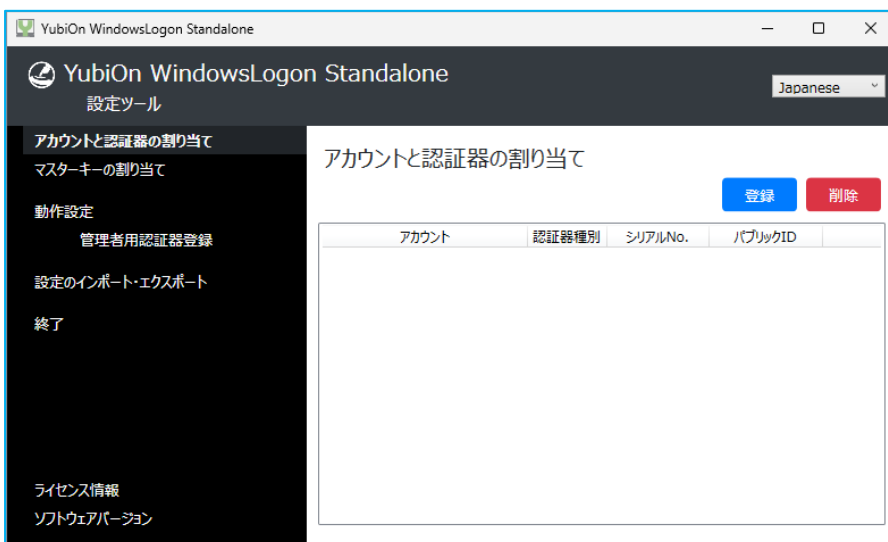 YubiOn WindowsLogon Standalone
YubiOn WindowsLogon Standalone
設定ツール
Japanese
アカウントと認証器の割り当て
マスターキーの割り当て
動作設定
管理者用認証器登録
設定のインポート・エクスポート
終了
ライセンス情報
ソフトウェアバージョン
アカウントと認証器の割り当て
登録 削除
アカウント 認証器種別 シリアルNo. パブリックID